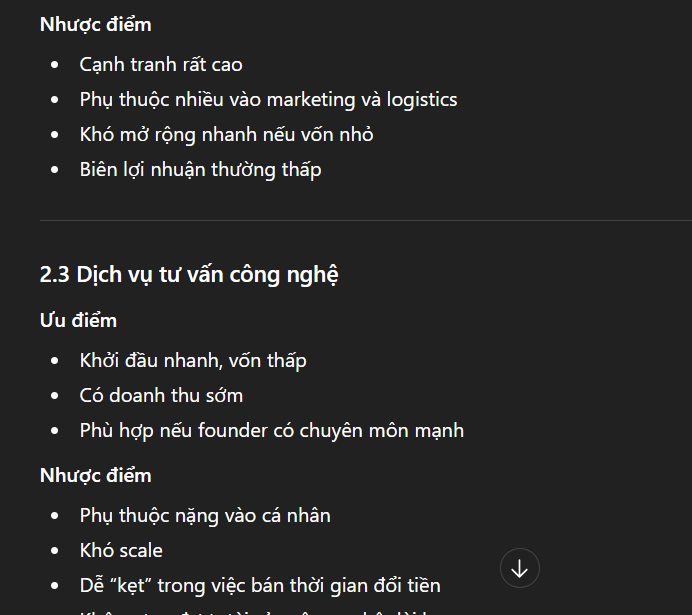 Nhược điểm
Cạnh tranh rất cao
Phụ thuộc nhiều vào marketing và logistics
Khó mở rộng nhanh nếu vốn nhỏ
Biên lợi nhuận thường thấp
2.3 Dịch vụ tư vấn công nghệ
Ưu điểm
Khởi đầu nhanh, vốn thấp
Có doanh thu sớm
Phù hợp nếu founder có chuyên môn mạnh
Nhược điểm
Phụ thuộc nặng vào cá nhân
Khó scale
Dễ “kẹt” trong việc bán thời gian đổi tiền